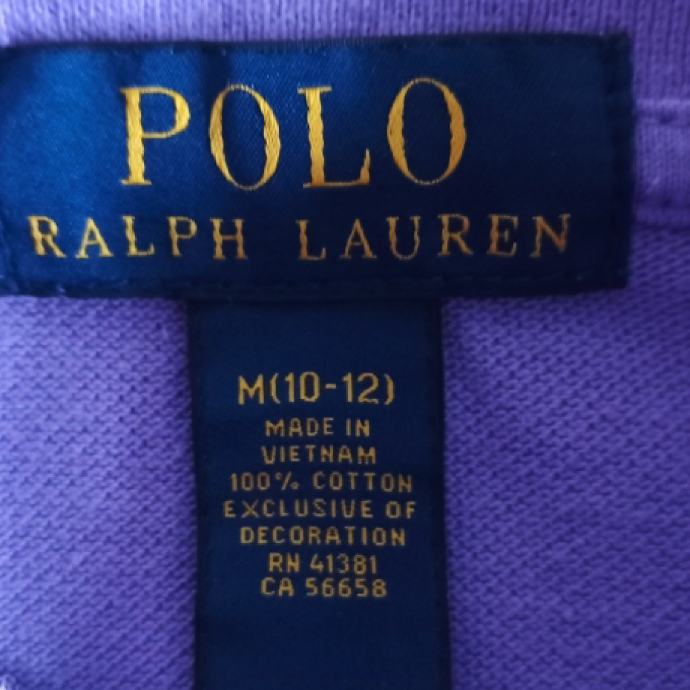 POLO
RALPH LAUREN
M(10-12)
MADE IN
VIETNAM
100% COTTON
EXCLUSIVE OF
DECORATION
RN 41381
CA 56658